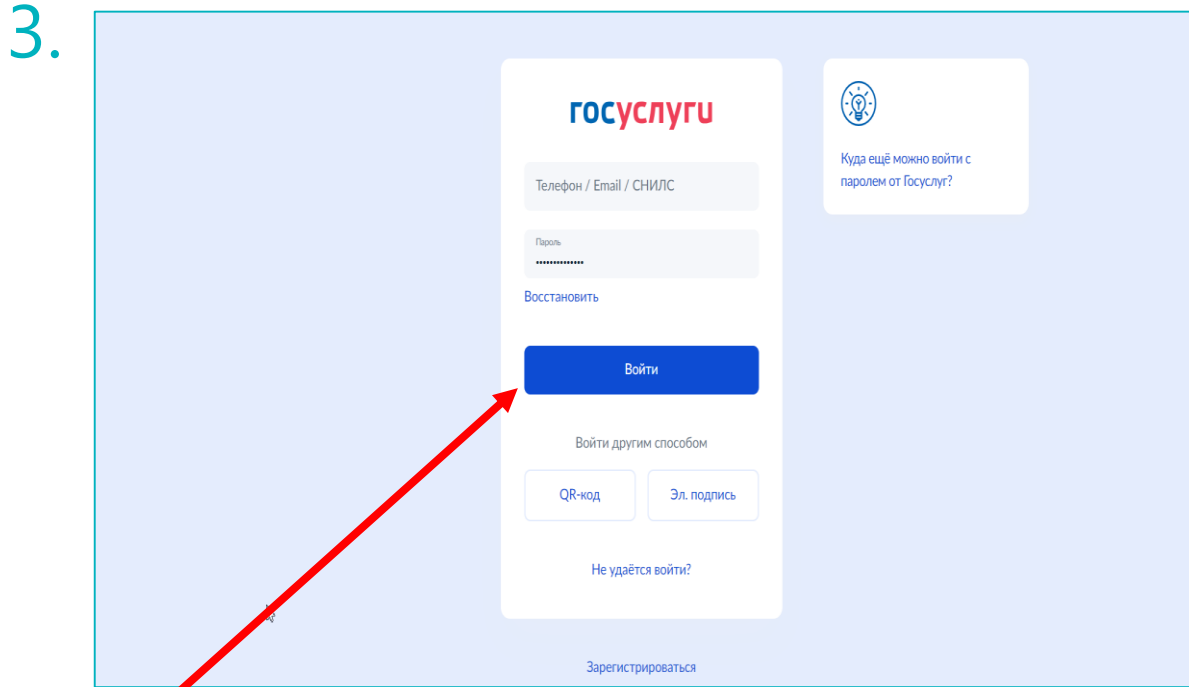 3.
госуслуги
Куда ещё можно войти с
паролем от Госуслуг?
Телефон / Email / СНИЛС
Пароль
••••••••••••••
Восстановить
Войти
Войти другим способом
QR-код
Эл. подпись
Не удаётся войти?
Зарегистрироваться